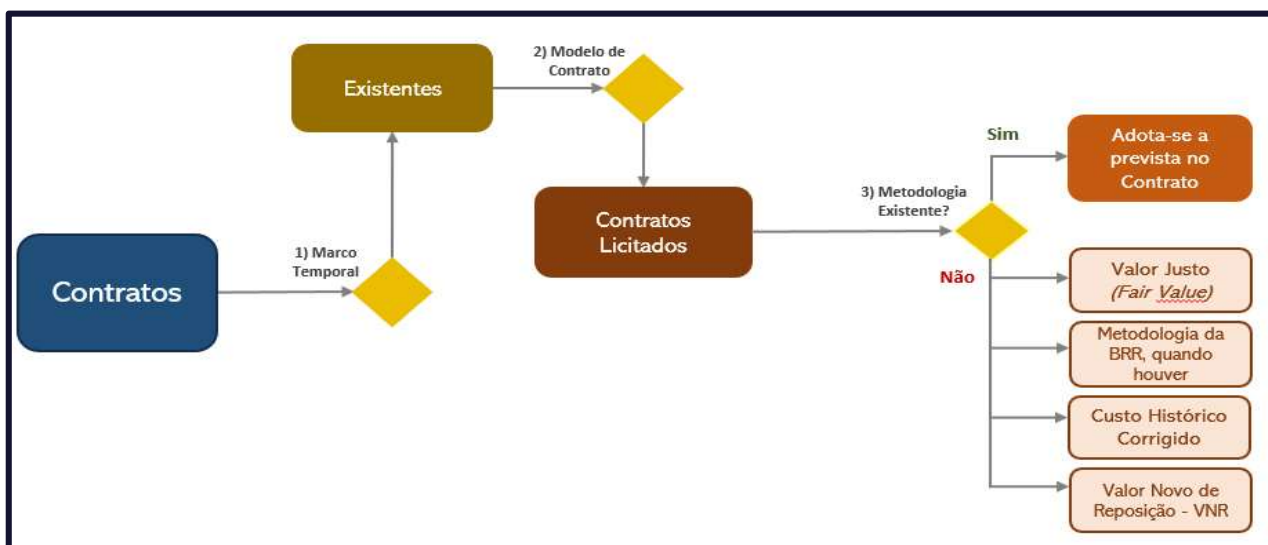 Contratos
1) Marco
Temporal
Existentes
2) Modelo de
Contrato
Contratos
Licitados
3) Metodologia
Existente?
Sim
Adota-se a
prevista no
Contrato
Não
Valor Justo
(Fair Value)
Metodologia da
BRR, quando
houver
Custo Histórico
Corrigido
Valor Novo de
Reposição - VNR